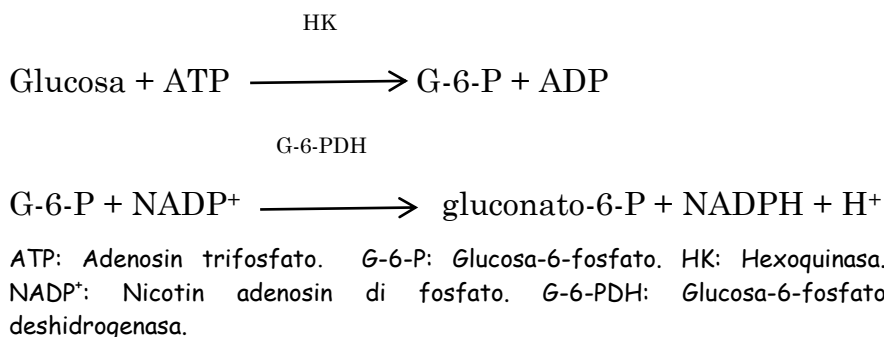 HK
Glucosa + ATP ⟶ G-6-P + ADP
G-6-PDH
G-6-P + NADP⁺ ⟶ gluconato-6-P + NADPH + H⁺
ATP: Adenosin trifosfato. G-6-P: Glucosa-6-fosfato. HK: Hexoquinasa.
NADP⁺: Nicotin adenosin di fosfato. G-6-PDH: Glucosa-6-fosfato
deshidrogenasa.